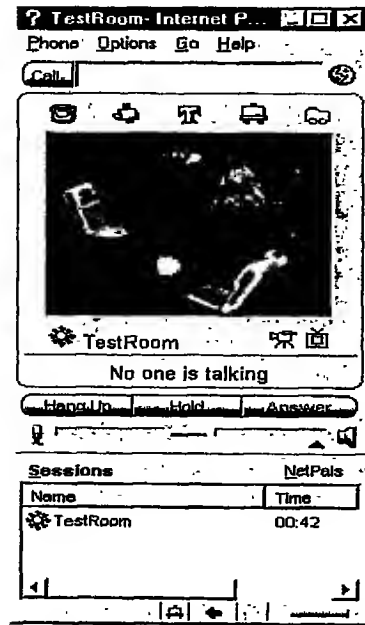 ? TestRoom- Internet P...
Phone Options Go Help
Call
TestRoom
No one is talking
Hang Up Hold Answer
Sessions NetPals
Name Time
TestRoom 00:42